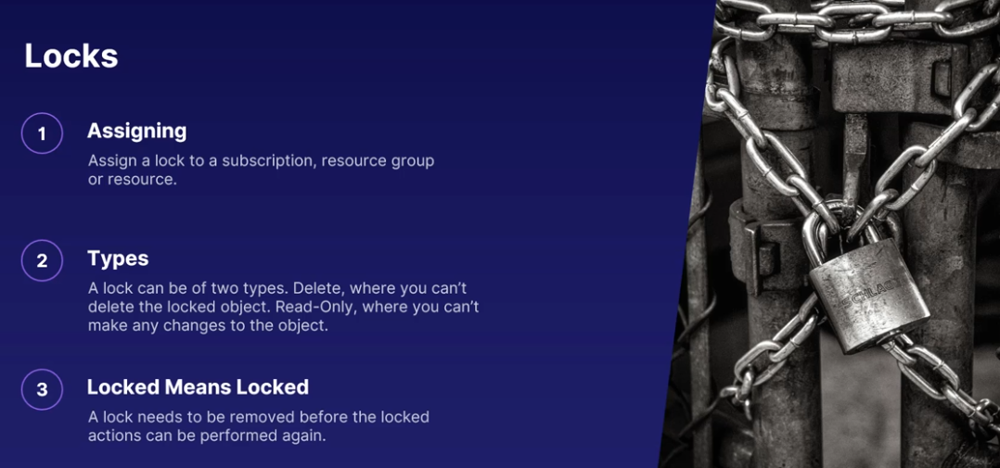 Locks
1
Assigning
Assign a lock to a subscription, resource group
or resource.
2
Types
A lock can be of two types. Delete, where you can’t
delete the locked object. Read-Only, where you can’t
make any changes to the object.
3
Locked Means Locked
A lock needs to be removed before the locked
actions can be performed again.